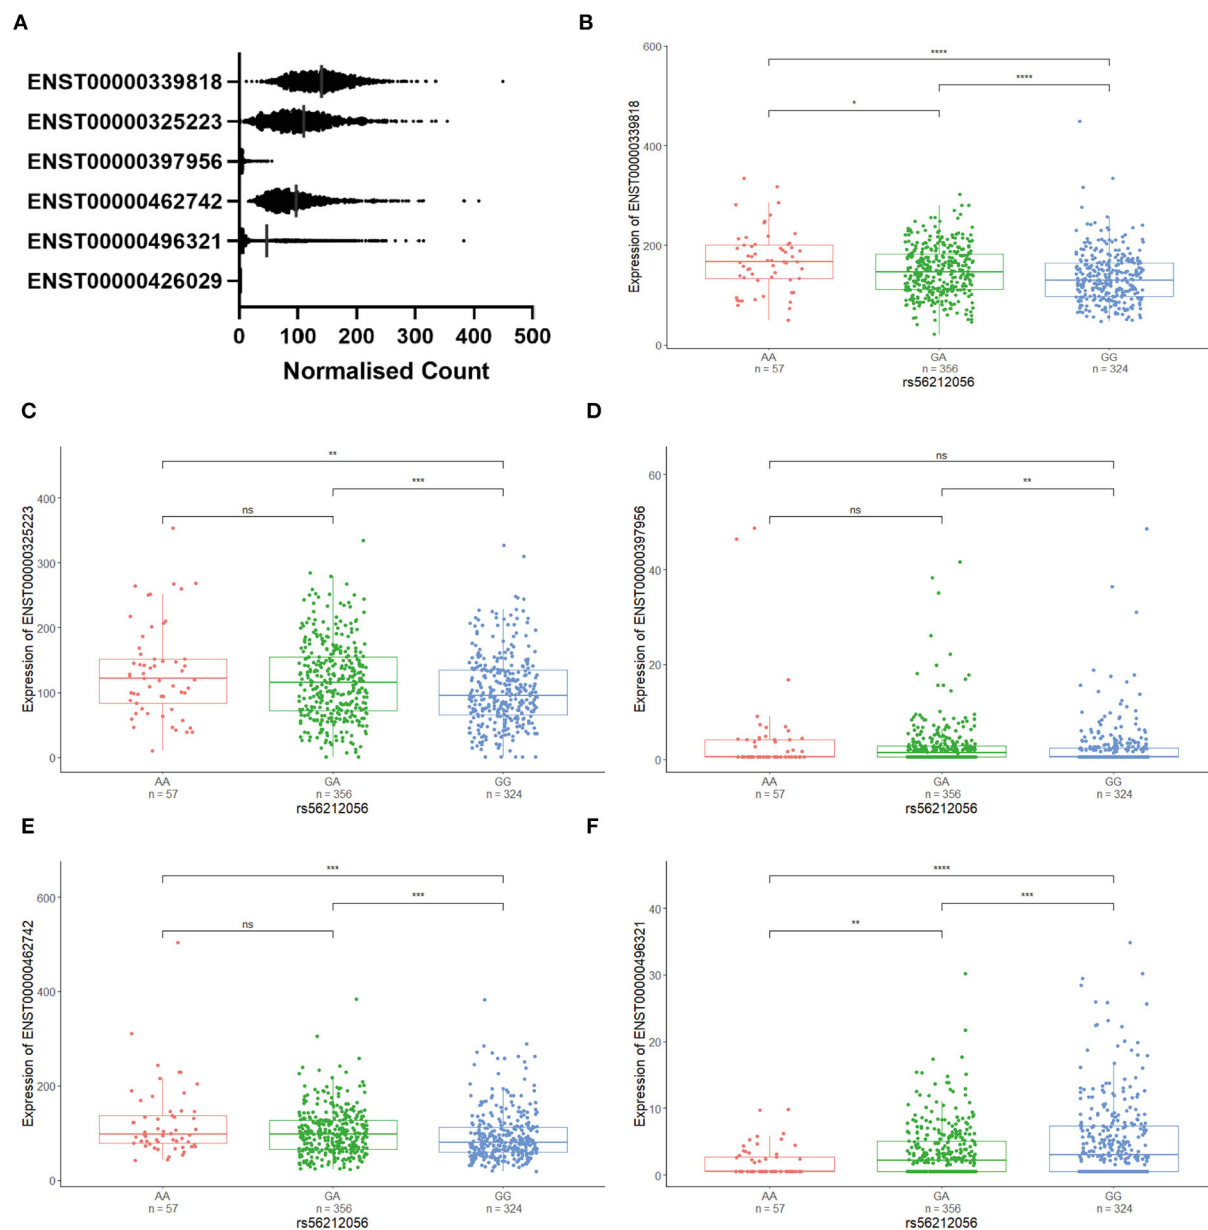 A
ENST00000339818
ENST00000325223
ENST00000397956
ENST00000462742
ENST00000496321
ENST00000426029
0 100 200 300 400 500
Normalised Count
B
Expression of ENST00000339818
600
400
200
0
****
****
*
AA GA GG
n = 57 n = 356 n = 324
rs56212056
C
Expression of ENST00000325223
400
300
200
100
0
**
***
ns
AA GA GG
n = 57 n = 356 n = 324
rs56212056
D
Expression of ENST00000397956
60
40
20
0
ns
**
ns
AA GA GG
n = 57 n = 356 n = 324
rs56212056
E
Expression of ENST00000462742
600
400
200
0
***
***
ns
AA GA GG
n = 57 n = 356 n = 324
rs56212056
F
Expression of ENST00000496321
40
30
20
10
0
****
***
**
AA GA GG
n = 57 n = 356 n = 324
rs56212056